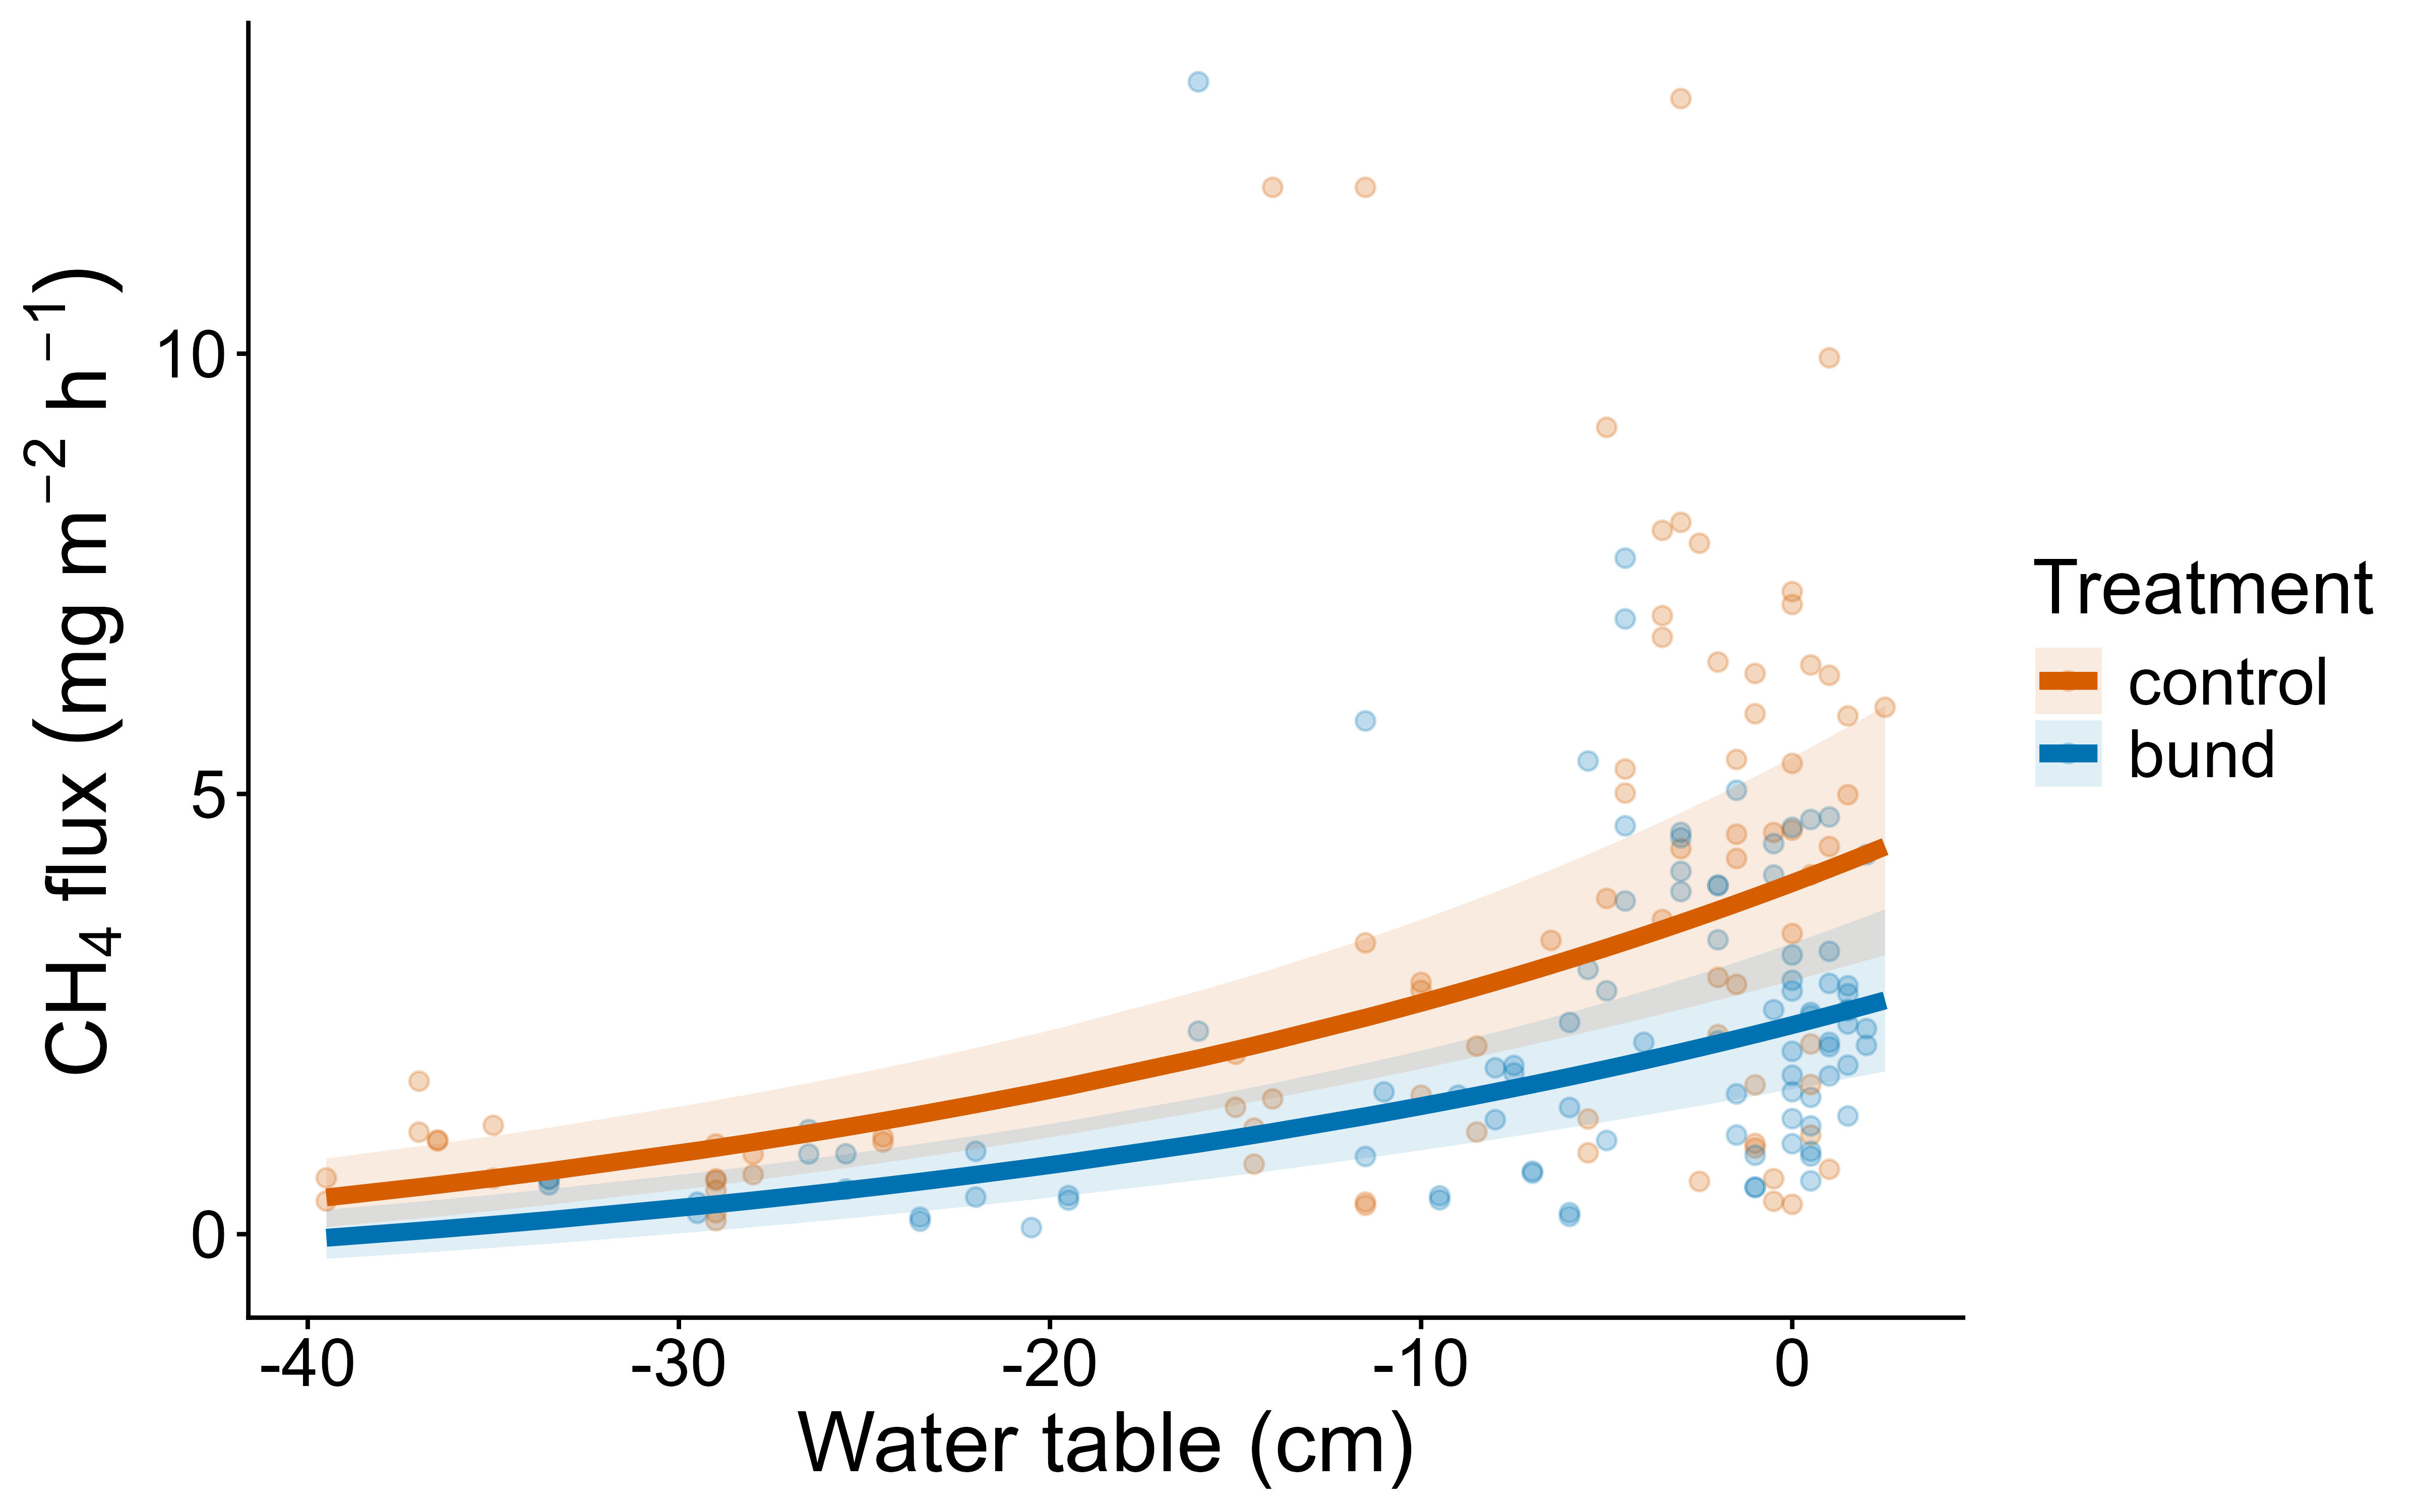 CH₄ flux (mg m⁻² h⁻¹)
10
5
0
-40 -30 -20 -10 0
Water table (cm)
Treatment
control
bund